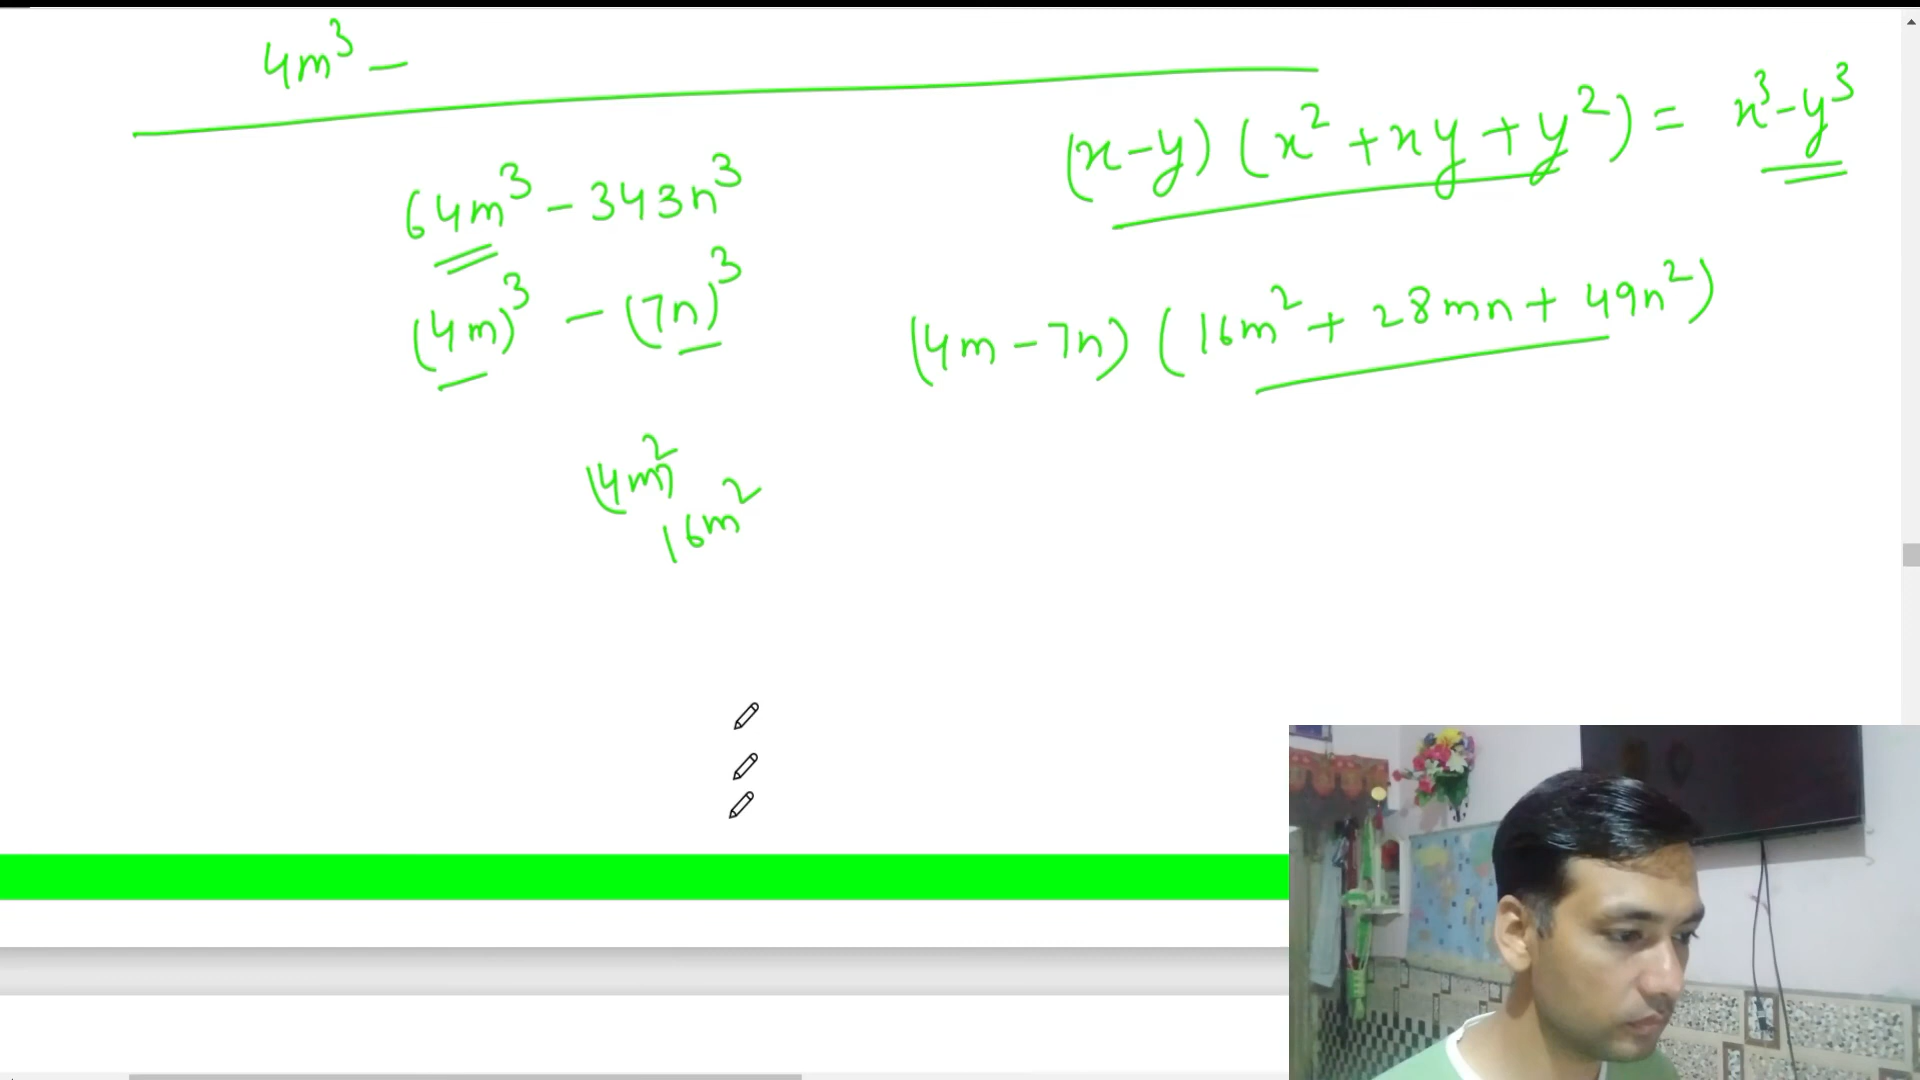 4m³ −
(x−y) (x² + xy + y²) = x³−y³
64m³ − 343n³
(4m)³ − (7n)³
(4m − 7n) (16m² + 28mn + 49n²)
(4m)²
16m²